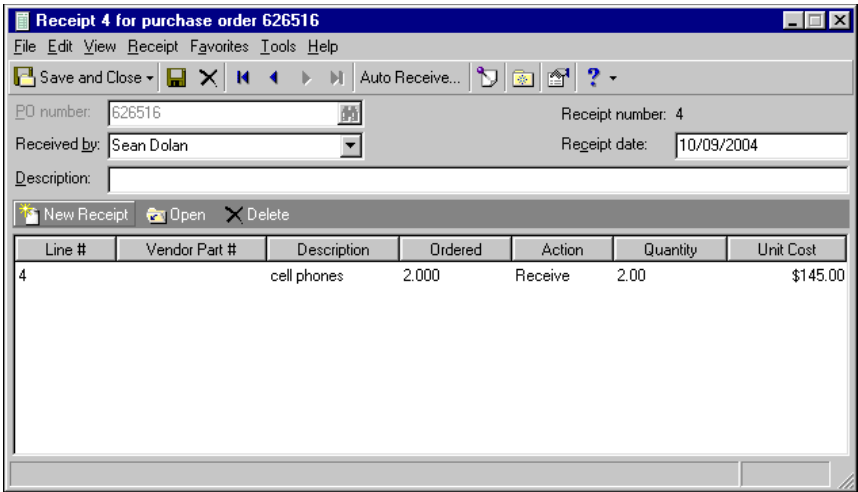 Receipt 4 for purchase order 626516
File Edit View Receipt Favorites Tools Help
Save and Close Auto Receive... ?
PO number: 626516 Receipt number: 4
Received by: Sean Dolan Receipt date: 10/09/2004
Description:
New Receipt Open Delete
Line # Vendor Part # Description Ordered Action Quantity Unit Cost
4 cell phones 2.000 Receive 2.00 $145.00